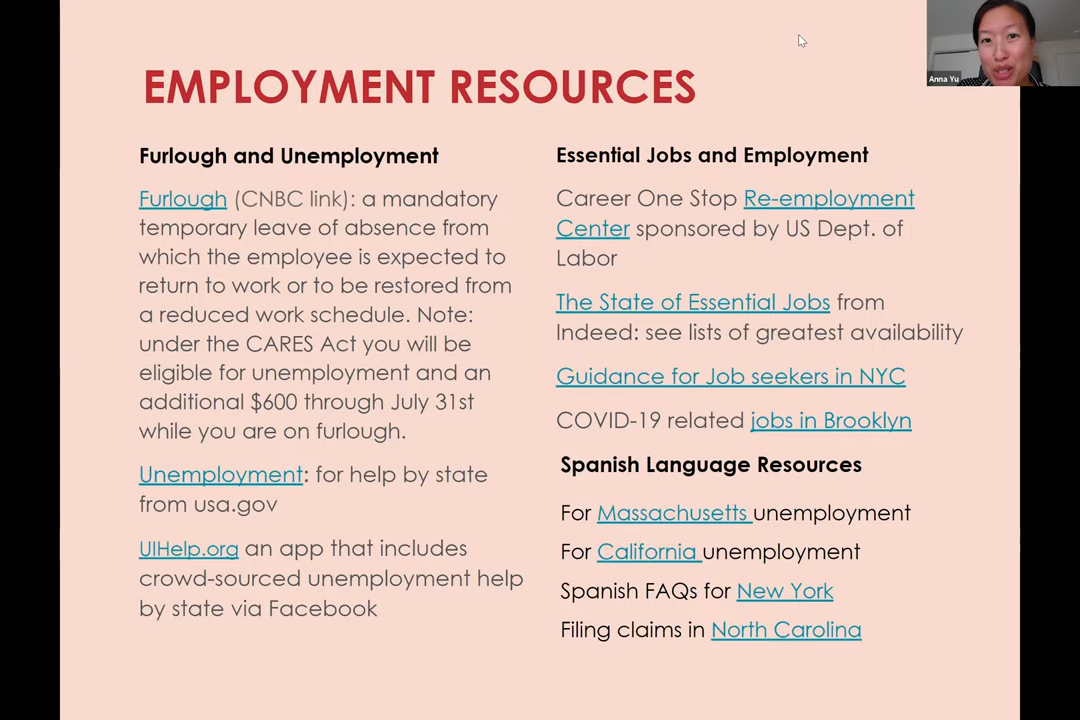 EMPLOYMENT RESOURCES
Anna Yu
Furlough and Unemployment
Furlough (CNBC link): a mandatory
temporary leave of absence from
which the employee is expected to
return to work or to be restored from
a reduced work schedule. Note:
under the CARES Act you will be
eligible for unemployment and an
additional $600 through July 31st
while you are on furlough.
Unemployment: for help by state
from usa.gov
UIHelp.org an app that includes
crowd-sourced unemployment help
by state via Facebook
Essential Jobs and Employment
Career One Stop Re-employment
Center sponsored by US Dept. of
Labor
The State of Essential Jobs from
Indeed: see lists of greatest availability
Guidance for Job seekers in NYC
COVID-19 related jobs in Brooklyn
Spanish Language Resources
For Massachusetts unemployment
For California unemployment
Spanish FAQs for New York
Filing claims in North Carolina